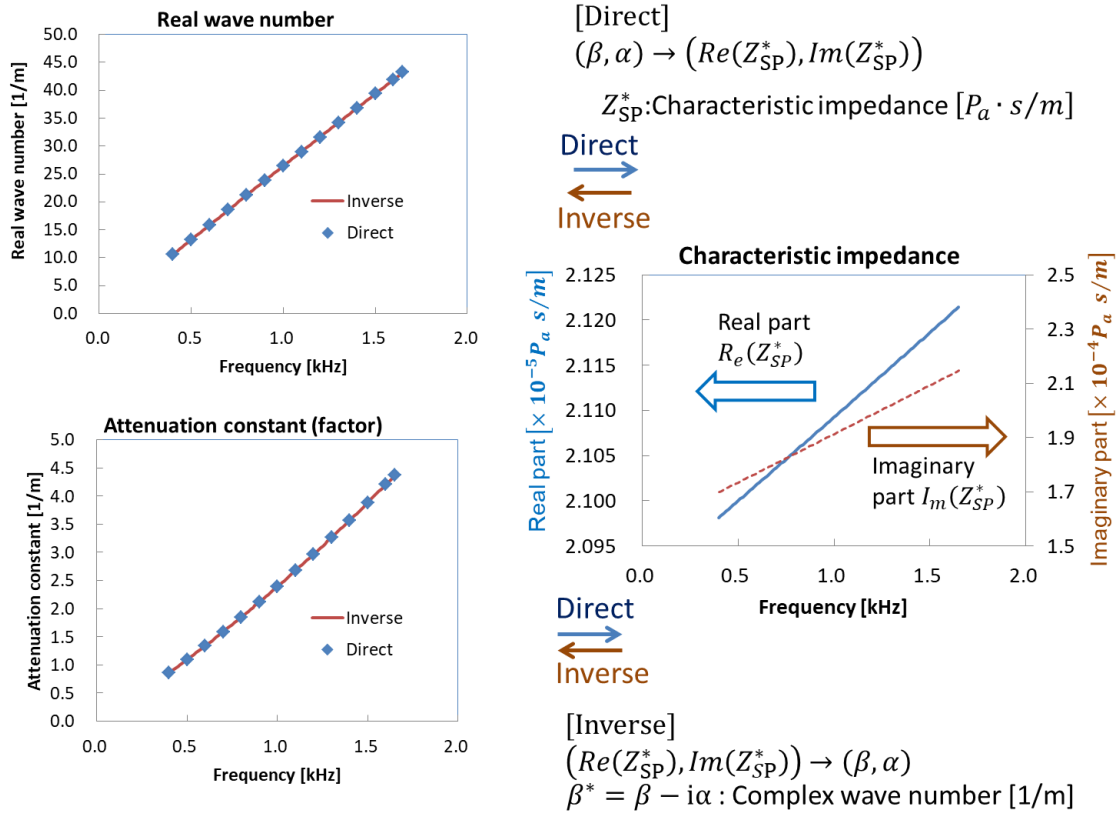 Real wave number
50.0
45.0
40.0
35.0
30.0
25.0
20.0
15.0
10.0
5.0
0.0
Real wave number [1/m]
Inverse
Direct
0.0 0.5 1.0 1.5 2.0
Frequency [kHz]
Attenuation constant (factor)
5.0
4.5
4.0
3.5
3.0
2.5
2.0
1.5
1.0
0.5
0.0
Attenuation constant [1/m]
Inverse
Direct
0.0 0.5 1.0 1.5 2.0
Frequency [kHz]
[Direct]
(β, α) → (Re(Z*SP), Im(Z*SP))
Z*SP:Characteristic impedance [Pa · s/m]
Direct
Inverse
Characteristic impedance
Real part [× 10⁻⁵Pa s/m]
2.125
2.120
2.115
2.110
2.105
2.100
2.095
Real part
Re(Z*SP)
Imaginary
part Im(Z*SP)
2.5
2.3
2.1
1.9
1.7
1.5
Imaginary part [× 10⁻⁴Pa s/m]
0.0 0.5 1.0 1.5 2.0
Frequency [kHz]
Direct
Inverse
[Inverse]
(Re(Z*SP), Im(Z*SP)) → (β, α)
β* = β − iα : Complex wave number [1/m]